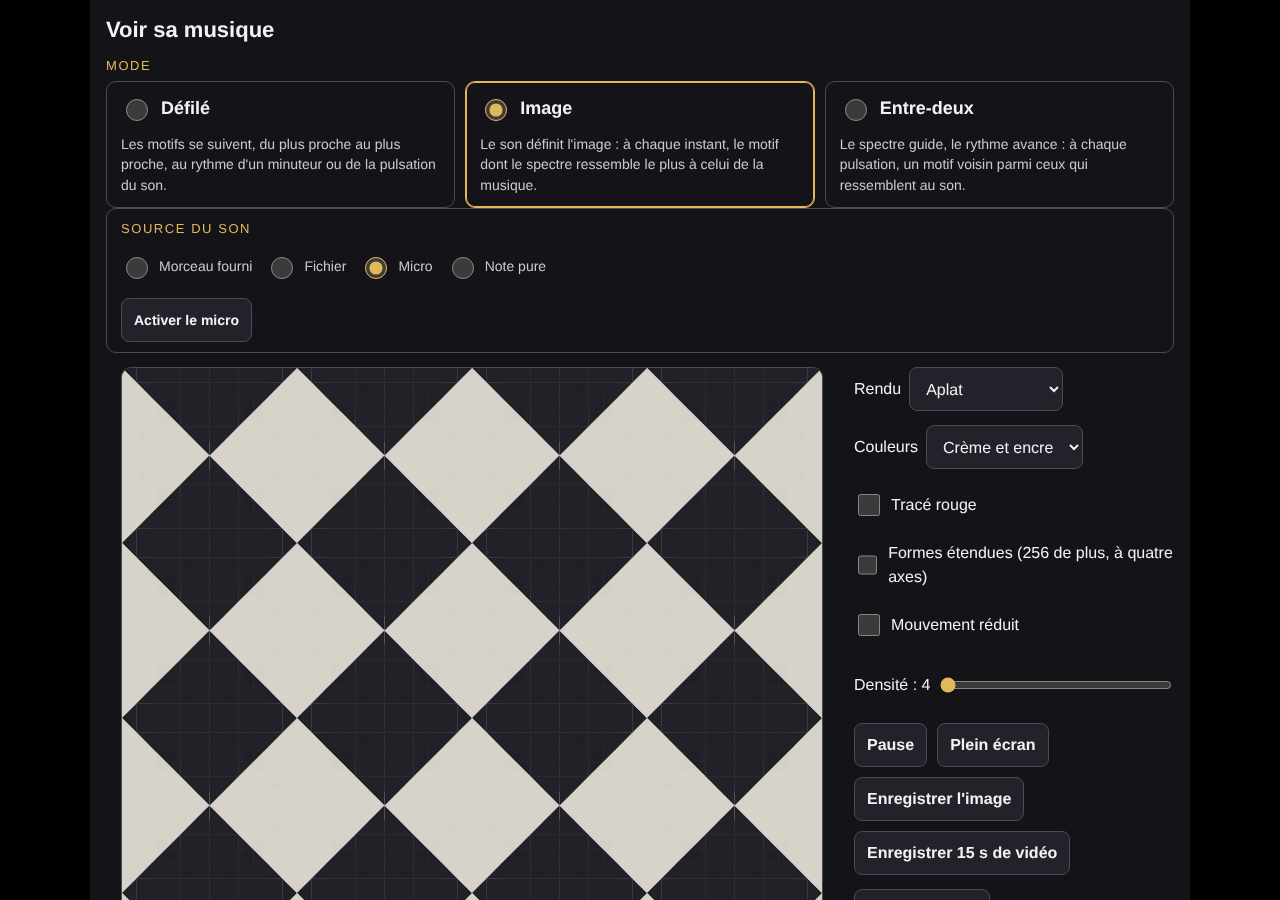 Voir sa musique
MODE
Défilé
Les motifs se suivent, du plus proche au plus
proche, au rythme d'un minuteur ou de la pulsation
du son.
Image
Le son définit l'image : à chaque instant, le motif
dont le spectre ressemble le plus à celui de la
musique.
Entre-deux
Le spectre guide, le rythme avance : à chaque
pulsation, un motif voisin parmi ceux qui
ressemblent au son.
SOURCE DU SON
Morceau fourni
Fichier
Micro
Note pure
Activer le micro
Rendu
Aplat
Couleurs
Crème et encre
Tracé rouge
Formes étendues (256 de plus, à quatre
axes)
Mouvement réduit
Densité : 4
Pause
Plein écran
Enregistrer l'image
Enregistrer 15 s de vidéo